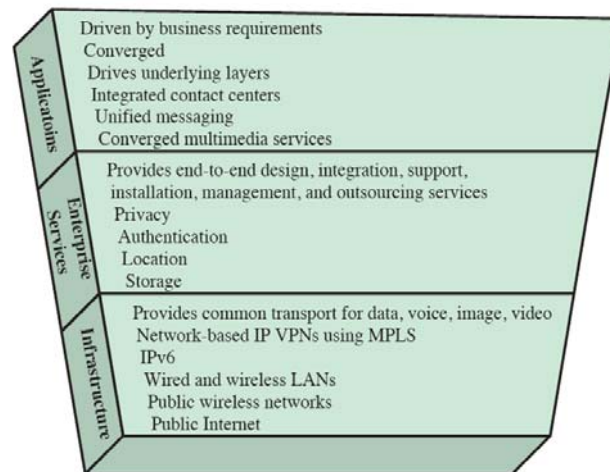 Applicatoins
Driven by business requirements
Converged
Drives underlying layers
Integrated contact centers
Unified messaging
Converged multimedia services
Enterprise
Services
Provides end-to-end design, integration, support,
installation, management, and outsourcing services
Privacy
Authentication
Location
Storage
Infrastructure
Provides common transport for data, voice, image, video
Network-based IP VPNs using MPLS
IPv6
Wired and wireless LANs
Public wireless networks
Public Internet